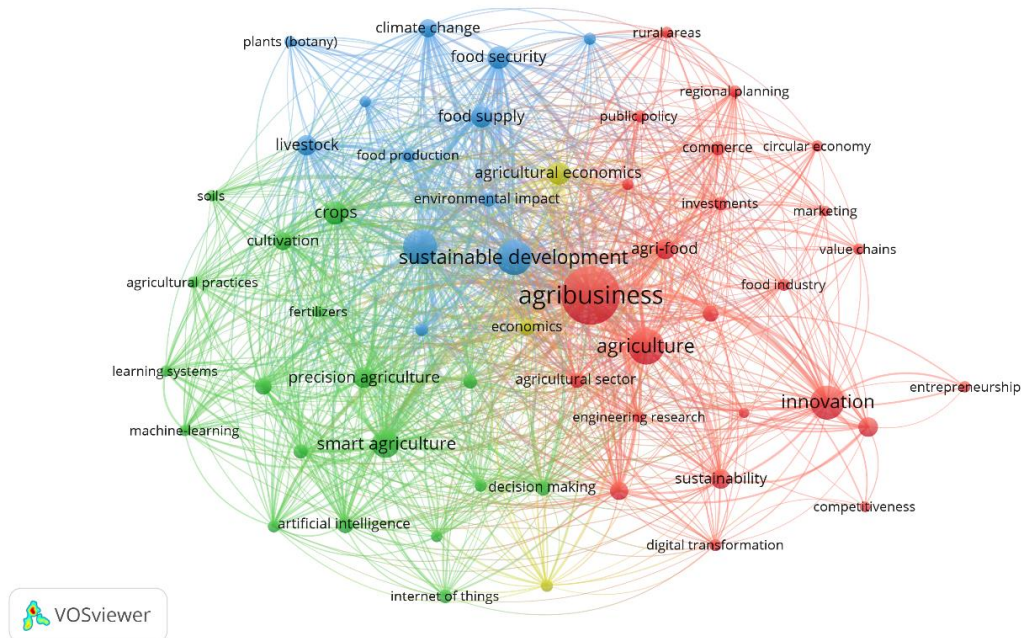 climate change
rural areas
plants (botany)
food security
regional planning
food supply
public policy
livestock
food production
commerce
circular economy
agricultural economics
soils
environmental impact
crops
investments
marketing
cultivation
sustainable development
agri-food
value chains
agricultural practices
agribusiness
food industry
fertilizers
economics
agriculture
learning systems
precision agriculture
agricultural sector
entrepreneurship
innovation
engineering research
machine-learning
smart agriculture
sustainability
decision making
competitiveness
artificial intelligence
digital transformation
internet of things
VOSviewer